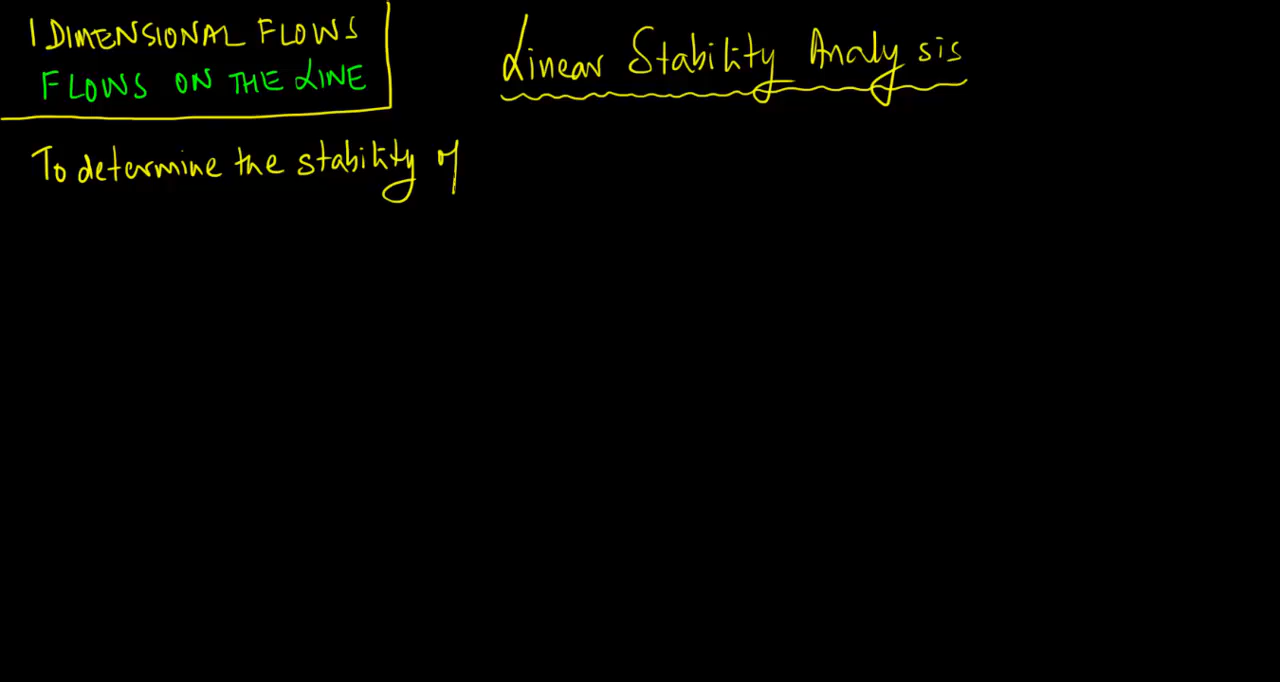 1 DIMENSIONAL FLOWS
FLOWS ON THE LINE
Linear Stability Analysis
To determine the stability of